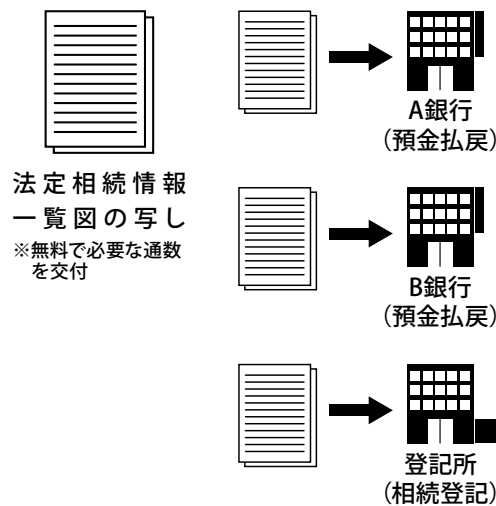 法定相続情報
一覧図の写し
※無料で必要な通数
を交付
A銀行
（預金払戻）
B銀行
（預金払戻）
登記所
（相続登記）